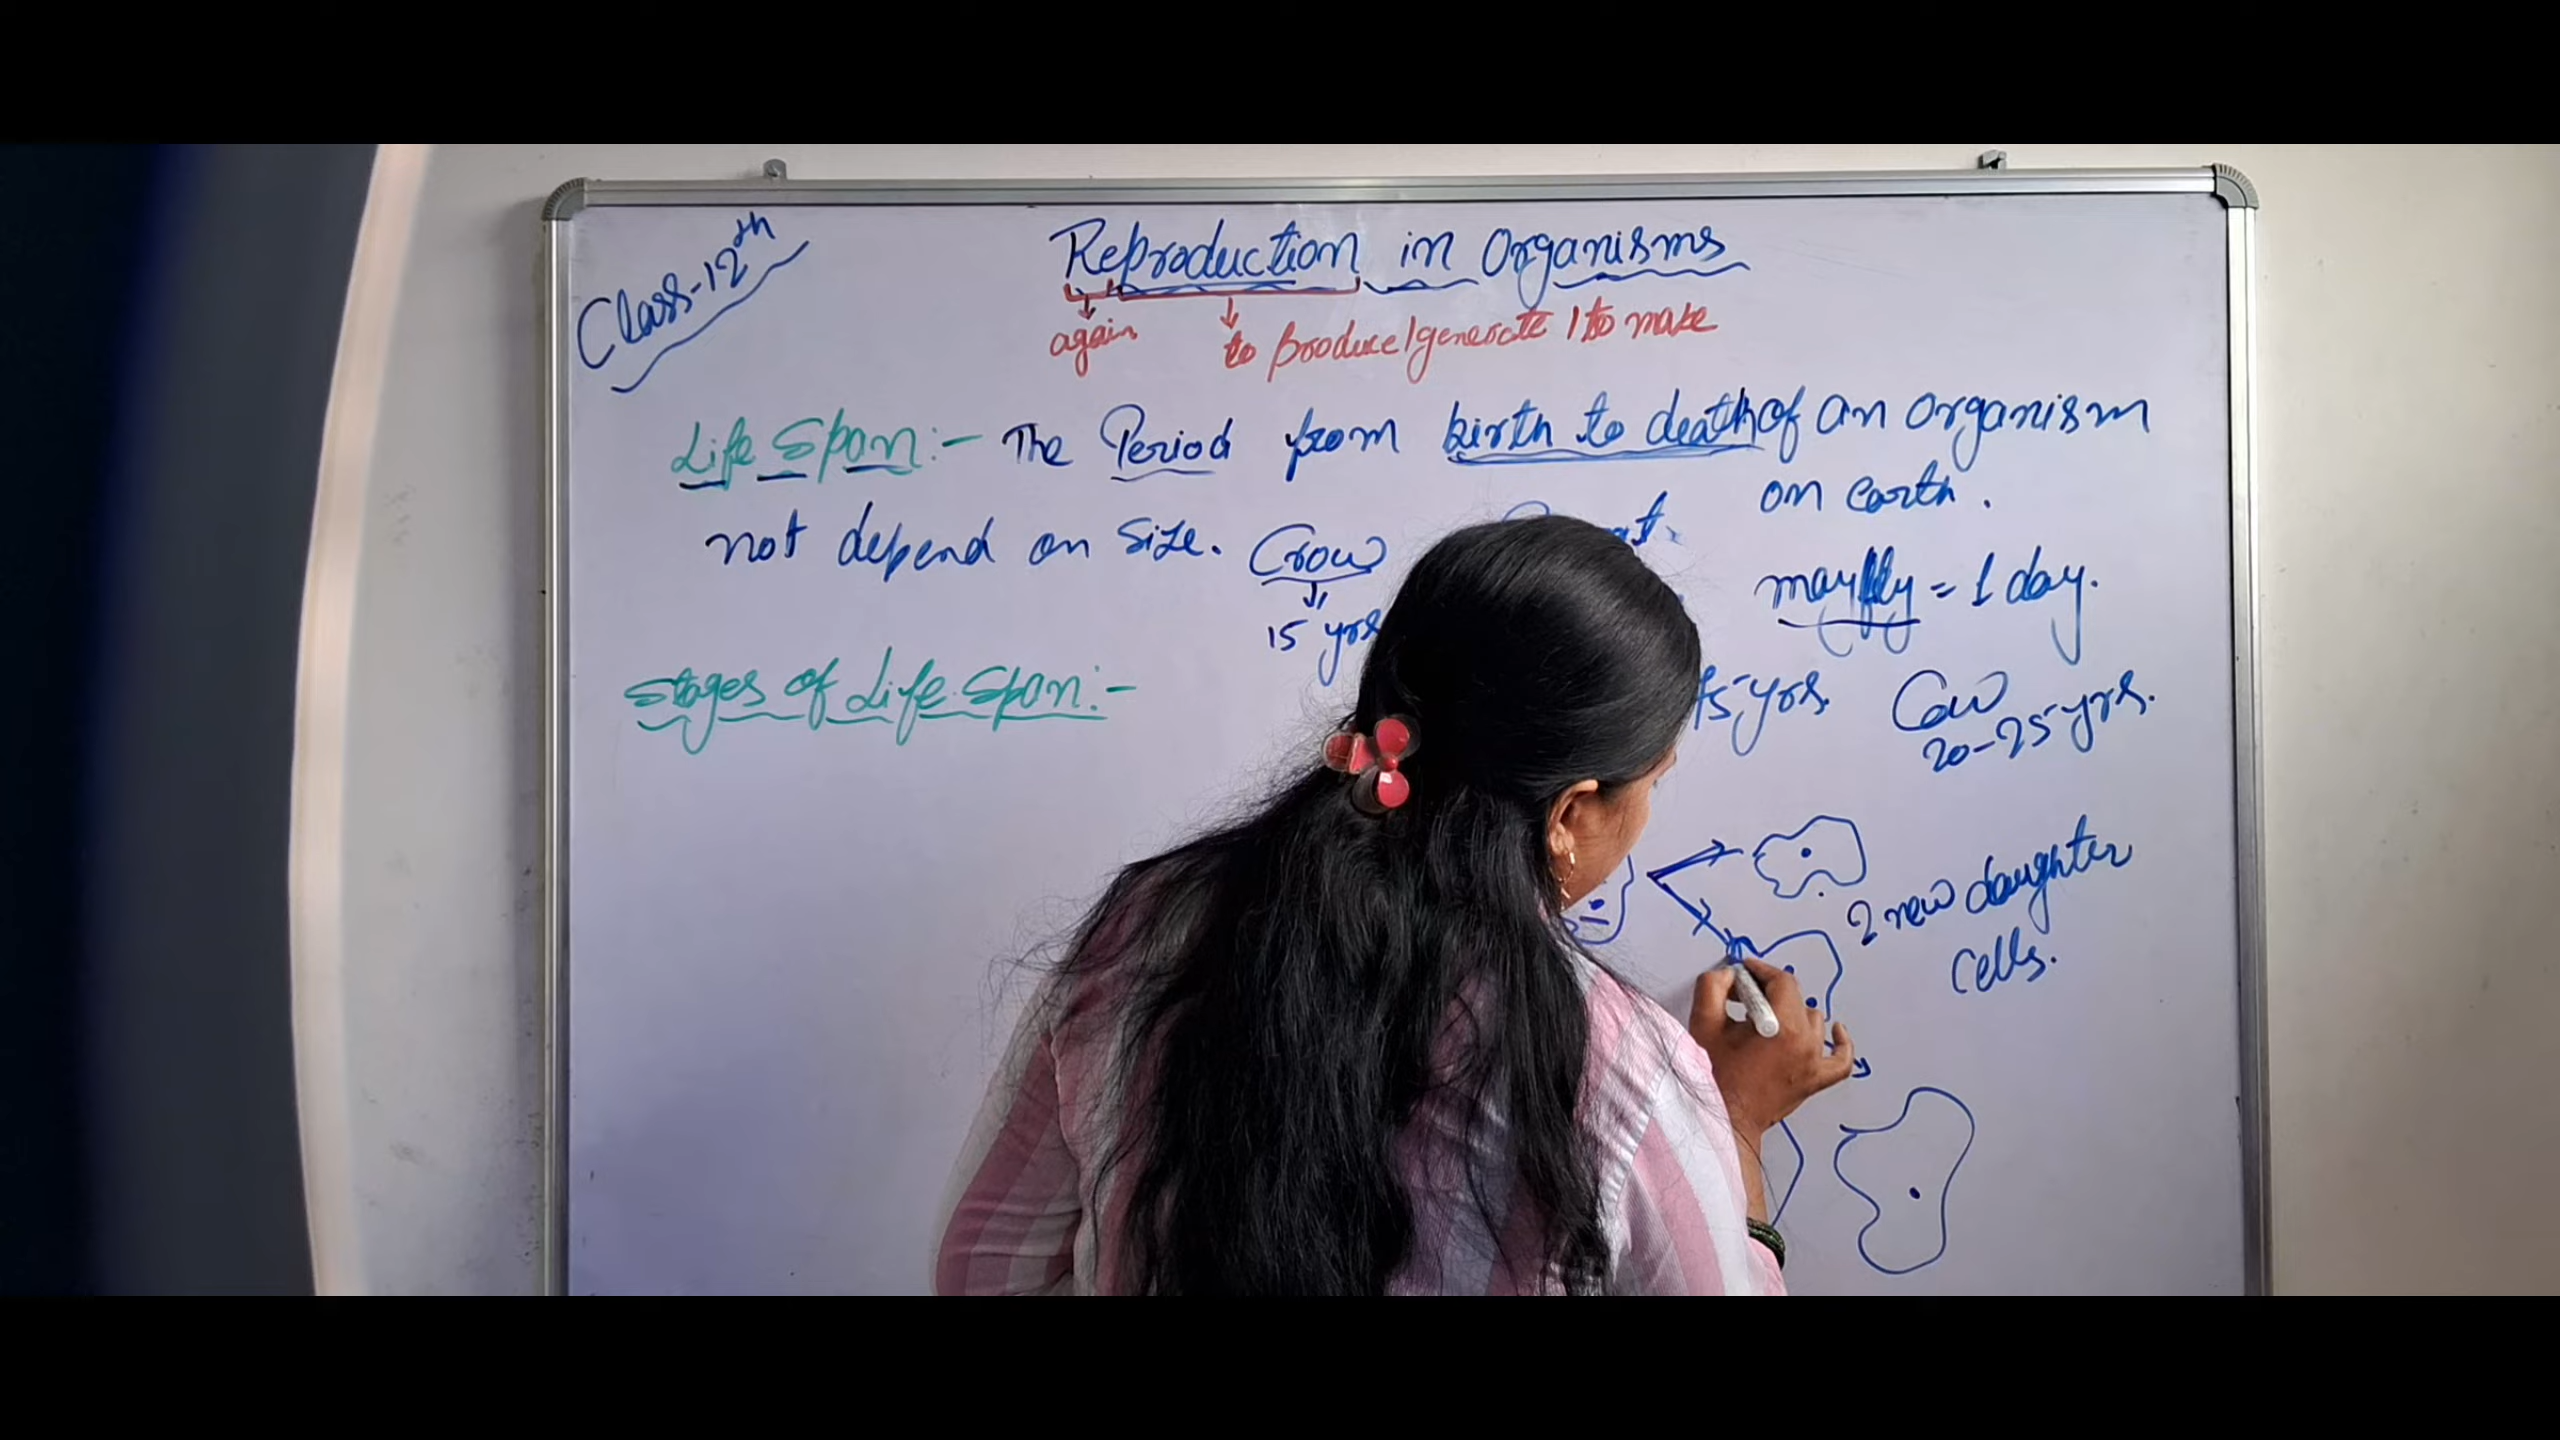 Class-12th
Reproduction in Organisms
again
to produce/generate/to make
Life Span:- The Period from birth to death of an organism
on earth.
not depend on size. Crow
15 yrs
mayfly = 1 day.
Stages of Life Span:-
yrs. Cow
20-25 yrs.
2 new daughter
cells.